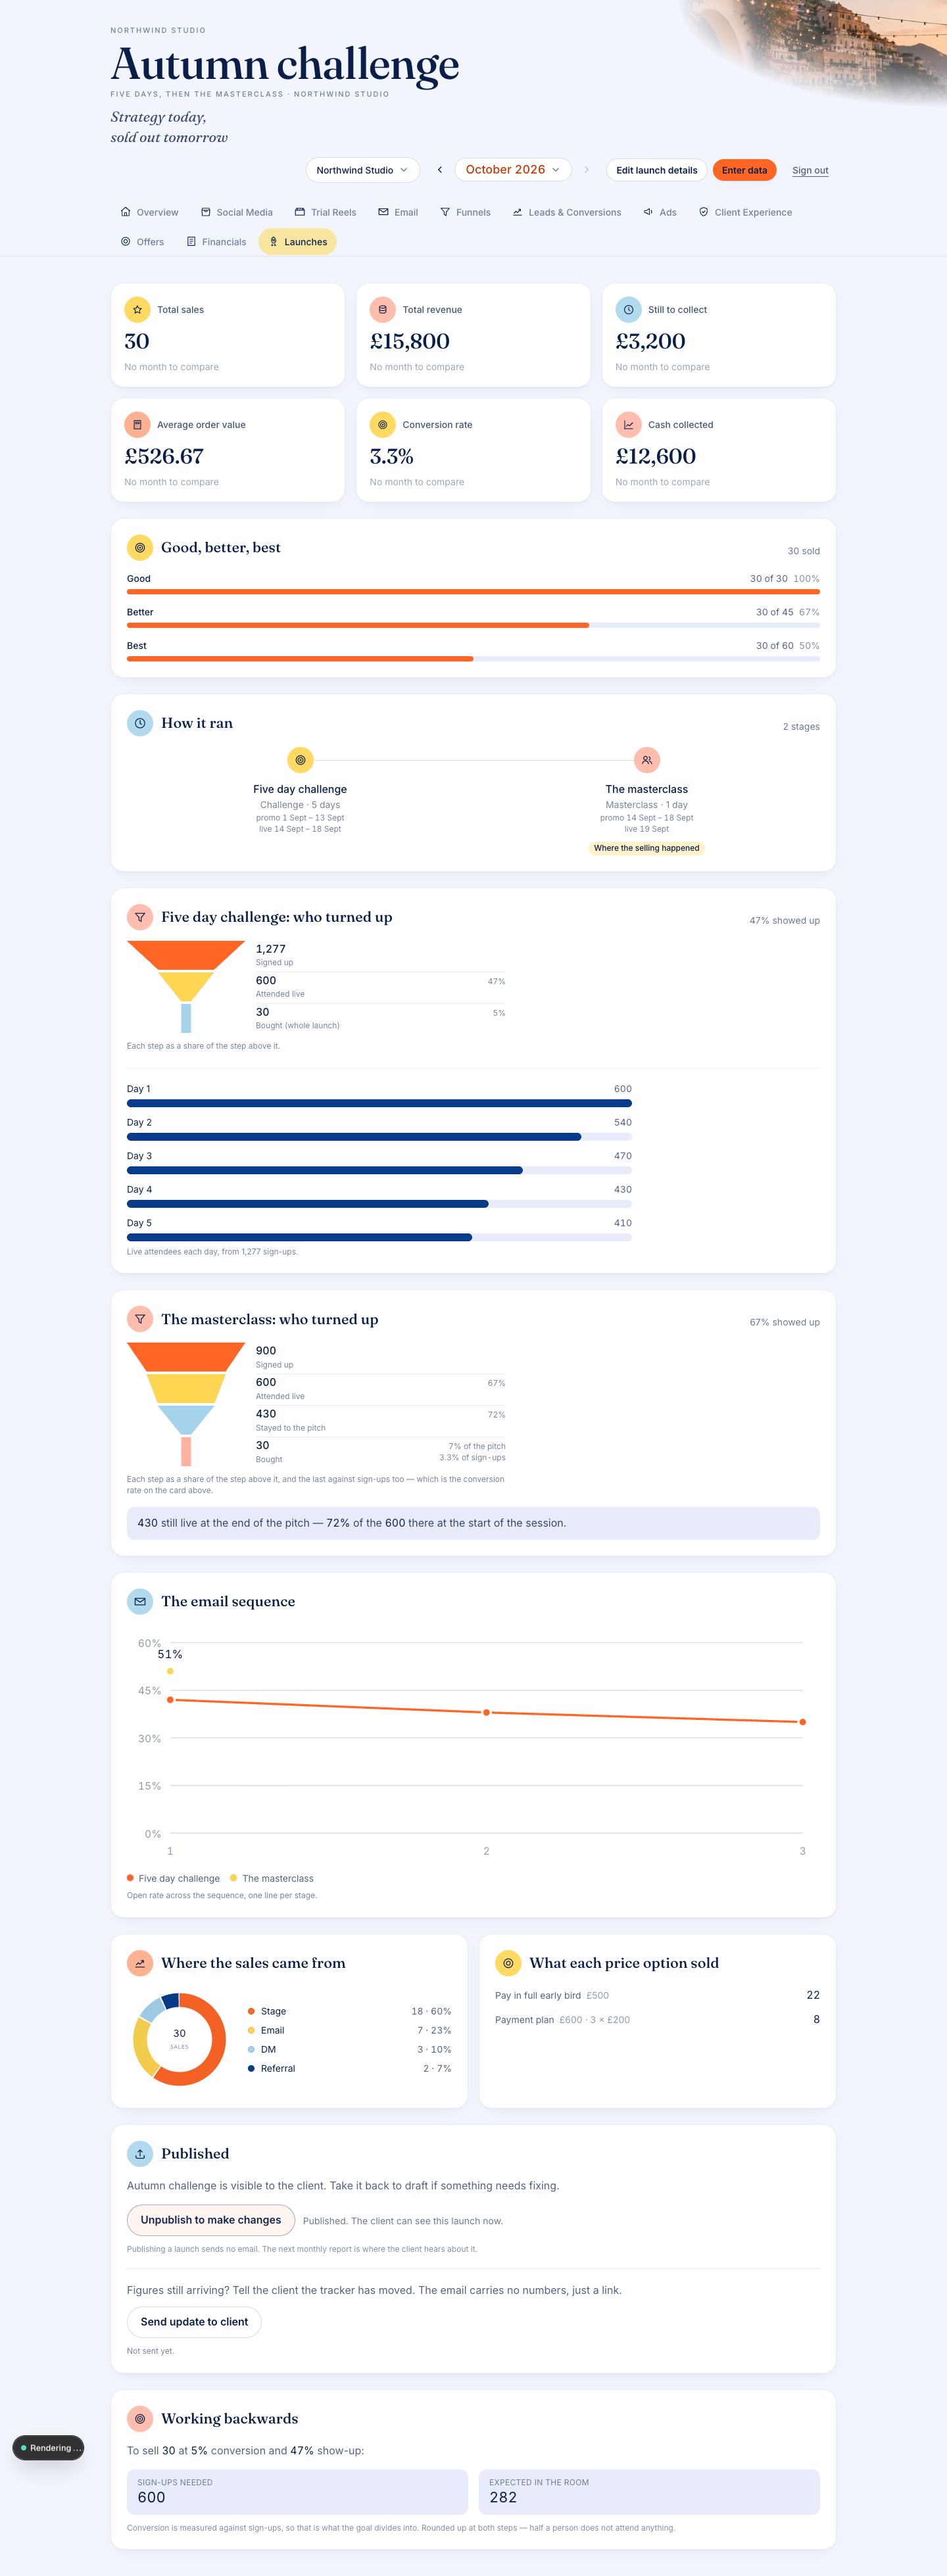 NORTHWIND STUDIO
Autumn challenge
FIVE DAYS, THEN THE MASTERCLASS · NORTHWIND STUDIO
Strategy today,
sold out tomorrow
Northwind Studio
October 2026
Edit launch details
Enter data
Sign out
Overview
Social Media
Trial Reels
Email
Funnels
Leads & Conversions
Ads
Client Experience
Offers
Financials
Launches
Total sales
30
No month to compare
Total revenue
£15,800
No month to compare
Still to collect
£3,200
No month to compare
Average order value
£526.67
No month to compare
Conversion rate
3.3%
No month to compare
Cash collected
£12,600
No month to compare
Good, better, best
30 sold
Good
30 of 30 100%
Better
30 of 45 67%
Best
30 of 60 50%
How it ran
2 stages
Five day challenge
Challenge · 5 days
promo 1 Sept – 13 Sept
live 14 Sept – 18 Sept
The masterclass
Masterclass · 1 day
promo 14 Sept – 18 Sept
live 19 Sept
Where the selling happened
Five day challenge: who turned up
47% showed up
1,277
Signed up
600
47%
Attended live
30
5%
Bought (whole launch)
Each step as a share of the step above it.
Day 1
600
Day 2
540
Day 3
470
Day 4
430
Day 5
410
Live attendees each day, from 1,277 sign-ups.
The masterclass: who turned up
67% showed up
900
Signed up
600
67%
Attended live
430
72%
Stayed to the pitch
30
7% of the pitch
Bought
3.3% of sign-ups
Each step as a share of the step above it, and the last against sign-ups too — which is the conversion
rate on the card above.
430 still live at the end of the pitch — 72% of the 600 there at the start of the session.
The email sequence
60%
51%
45%
30%
15%
0%
1
2
3
Five day challenge
The masterclass
Open rate across the sequence, one line per stage.
Where the sales came from
30
SALES
Stage
18 · 60%
Email
7 · 23%
DM
3 · 10%
Referral
2 · 7%
What each price option sold
Pay in full early bird £500
22
Payment plan £600 · 3 × £200
8
Published
Autumn challenge is visible to the client. Take it back to draft if something needs fixing.
Unpublish to make changes
Published. The client can see this launch now.
Publishing a launch sends no email. The next monthly report is where the client hears about it.
Figures still arriving? Tell the client the tracker has moved. The email carries no numbers, just a link.
Send update to client
Not sent yet.
Working backwards
Rendering ...
To sell 30 at 5% conversion and 47% show-up:
SIGN-UPS NEEDED
600
EXPECTED IN THE ROOM
282
Conversion is measured against sign-ups, so that is what the goal divides into. Rounded up at both steps — half a person does not attend anything.